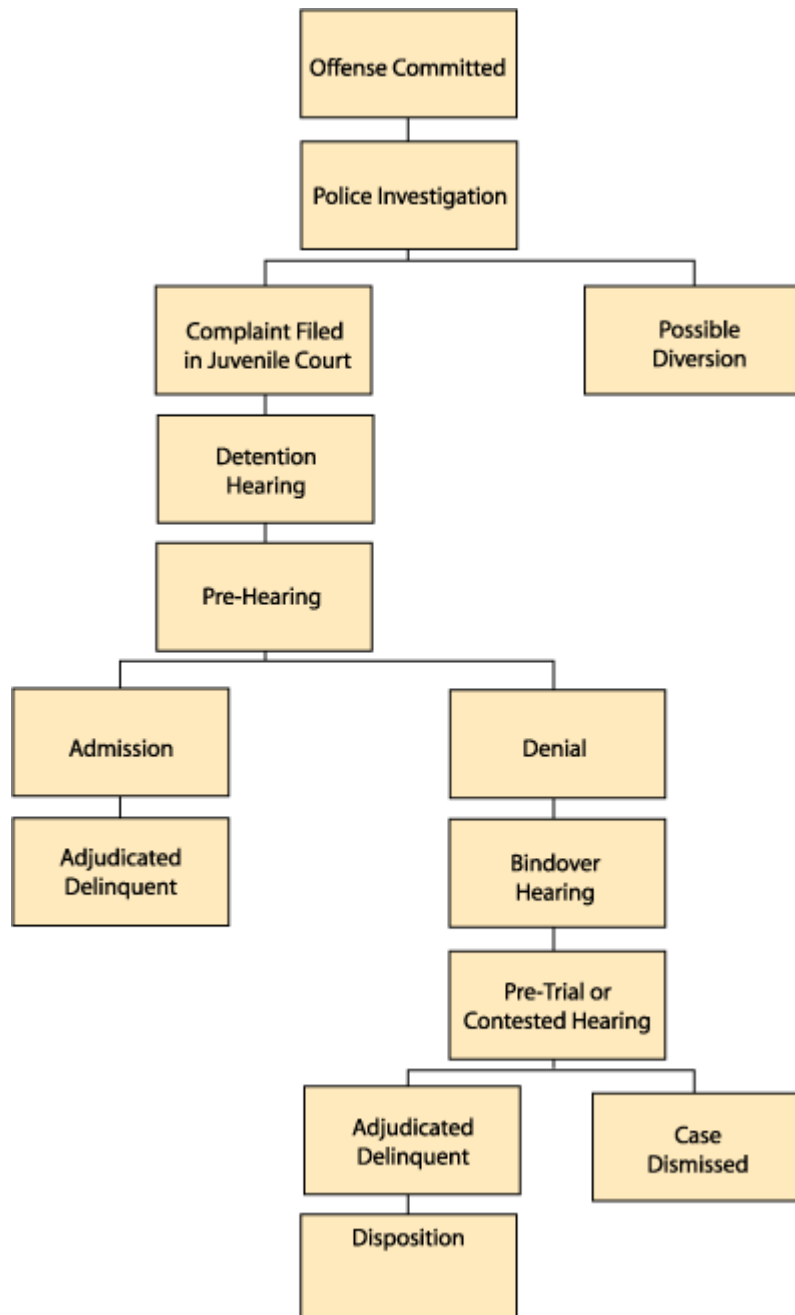 Offense Committed
Police Investigation
Complaint Filed
in Juvenile Court
Possible
Diversion
Detention
Hearing
Pre-Hearing
Admission
Denial
Adjudicated
Delinquent
Bindover
Hearing
Pre-Trial or
Contested Hearing
Adjudicated
Delinquent
Case
Dismissed
Disposition